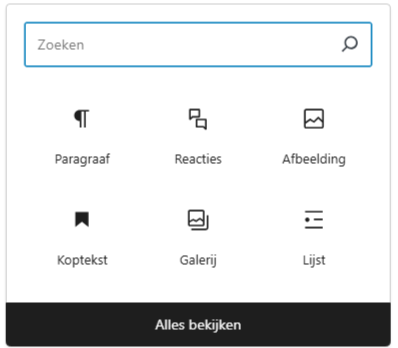 Zoeken
Paragraaf Reacties Afbeelding
Koptekst Galerij Lijst
Alles bekijken